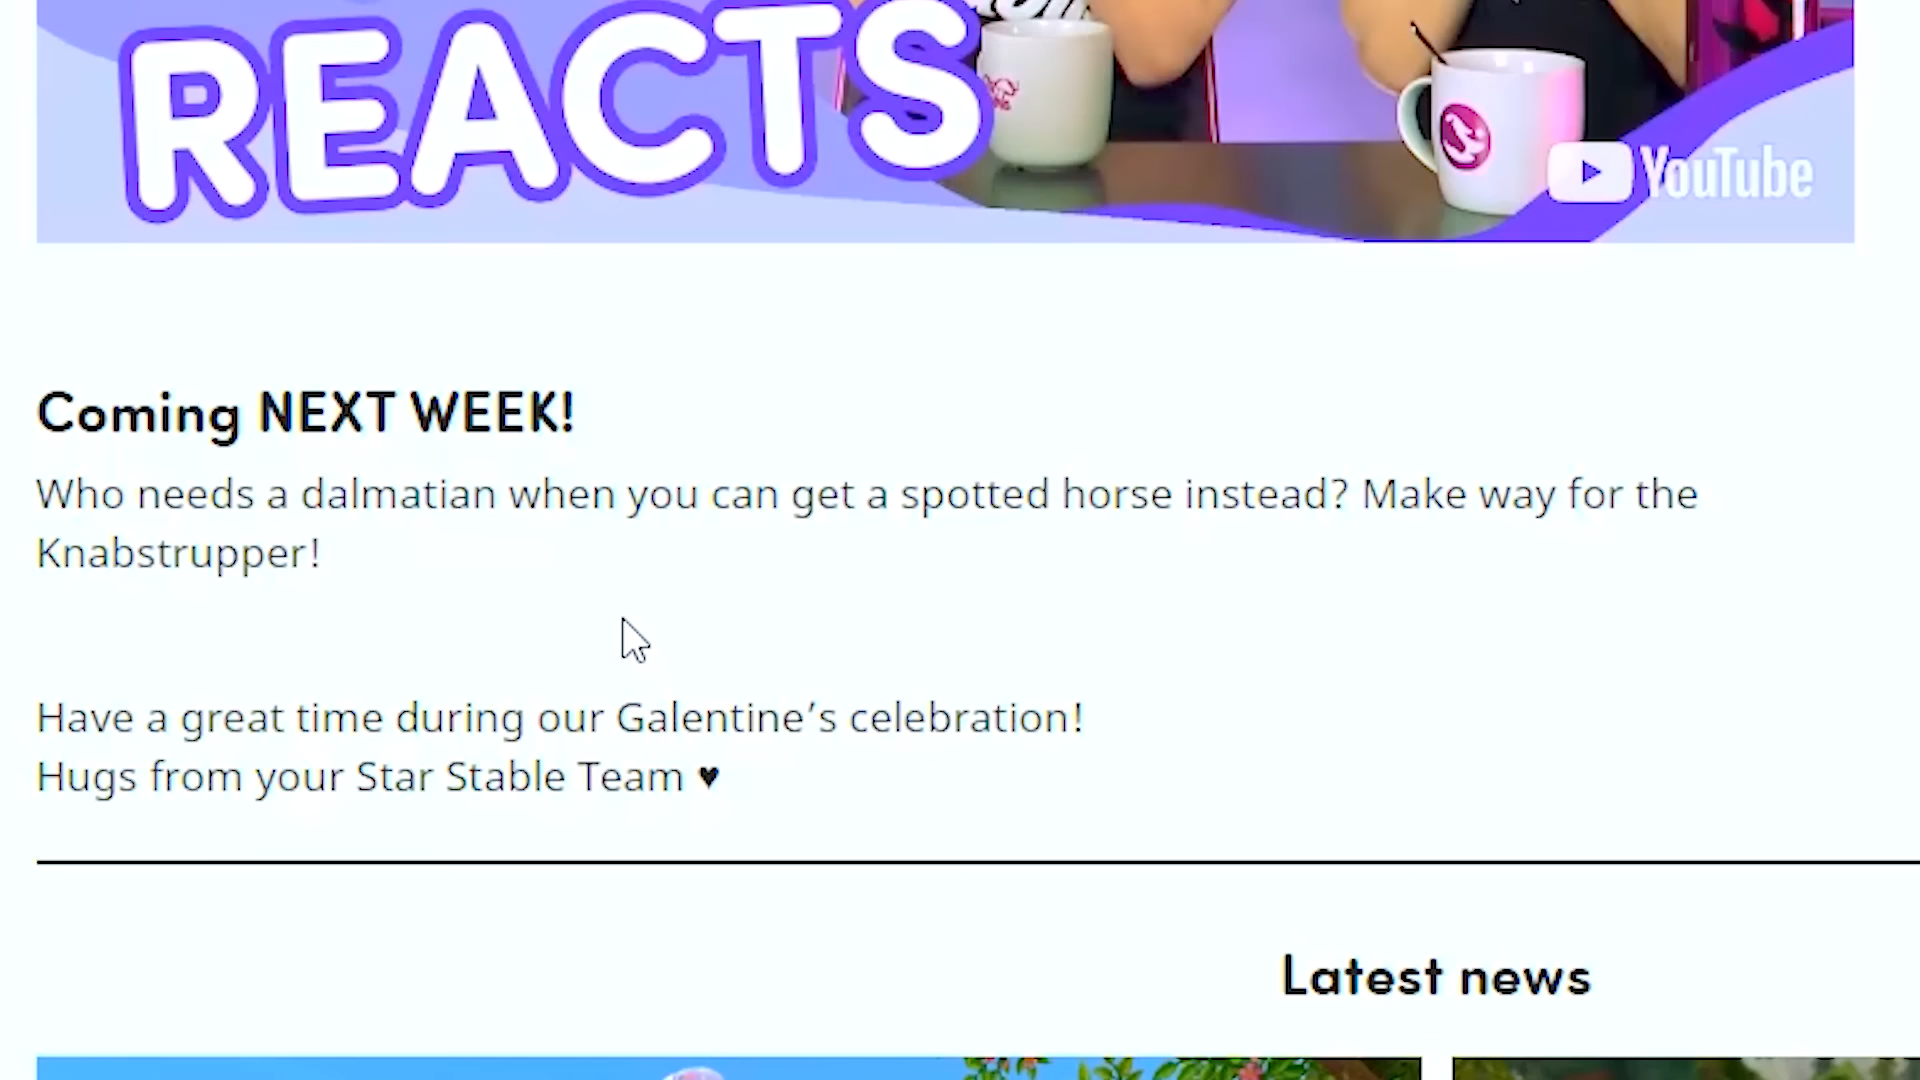 REACTS
YouTube
Coming NEXT WEEK!
Who needs a dalmatian when you can get a spotted horse instead? Make way for the
Knabstrupper!
Have a great time during our Galentine’s celebration!
Hugs from your Star Stable Team ♥
Latest news